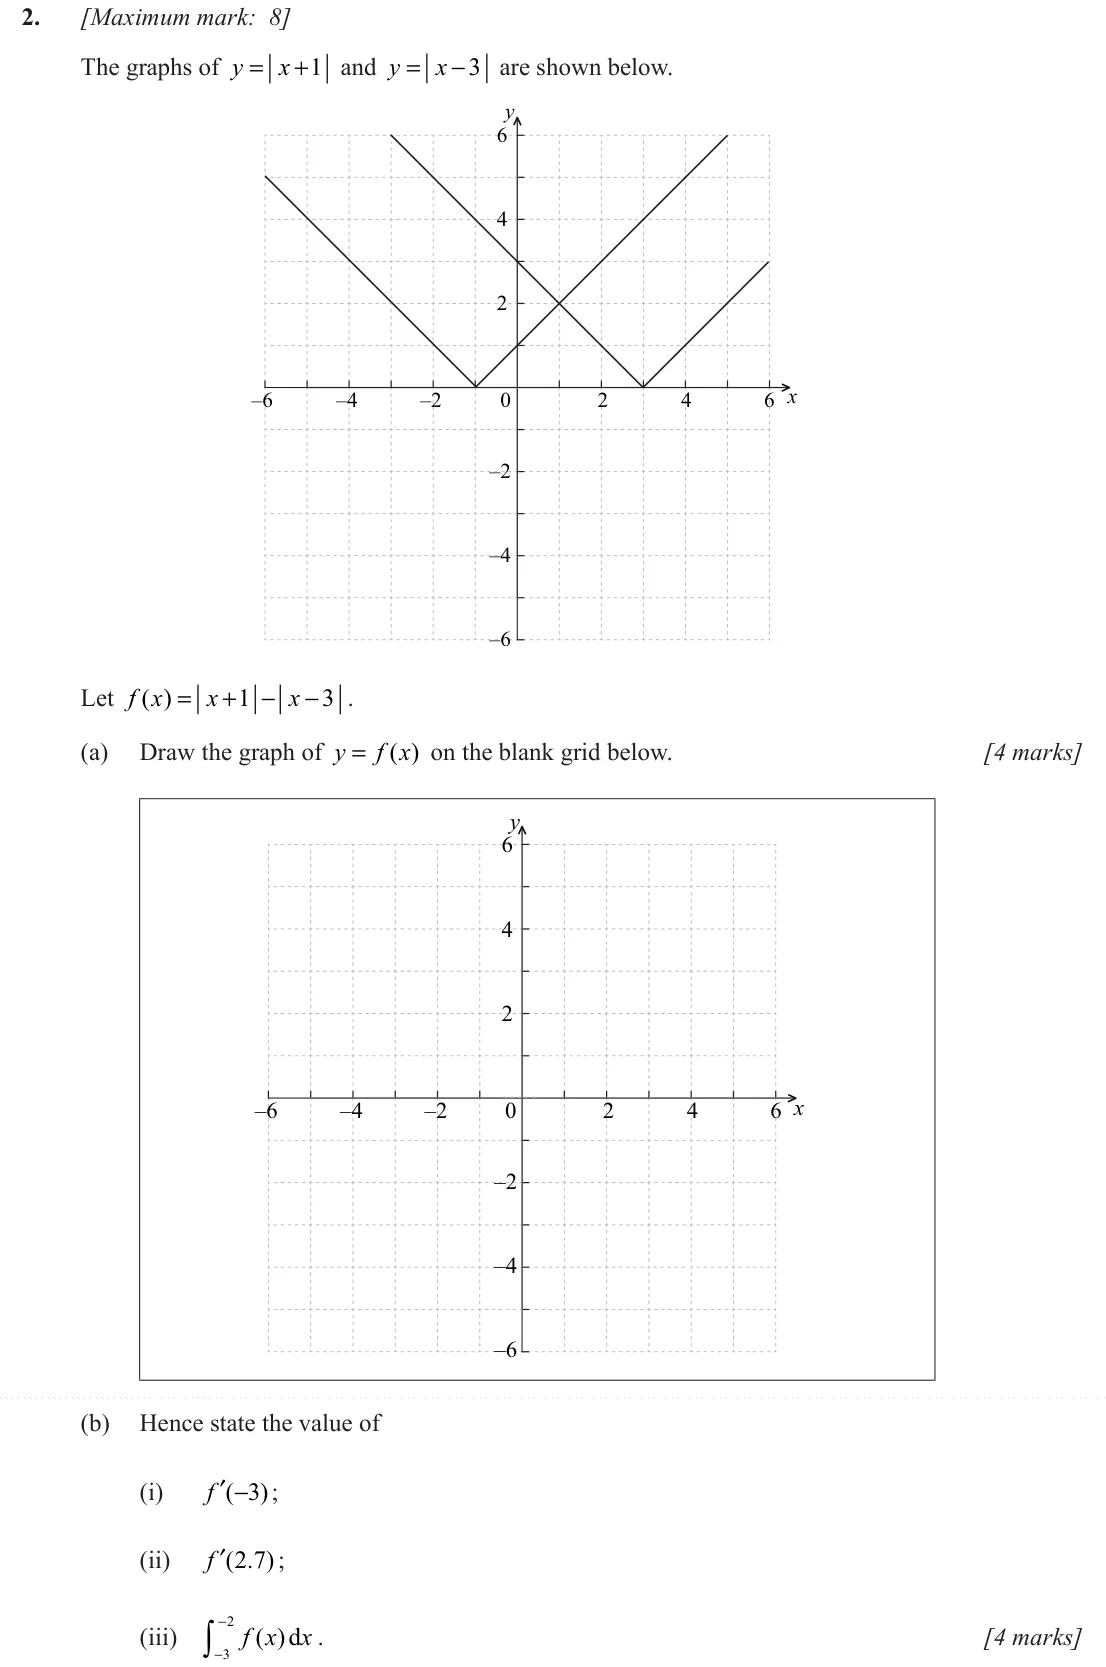 2. [Maximum mark: 8]
The graphs of y = | x + 1 | and y = | x − 3 | are shown below.
y
6
4
2
–6 –4 –2 0 2 4 6 x
–2
–4
–6
Let f (x) = | x + 1 | − | x − 3 | .
(a) Draw the graph of y = f (x) on the blank grid below. [4 marks]
y
6
4
2
–6 –4 –2 0 2 4 6 x
–2
–4
–6
(b) Hence state the value of
(i) f ′(−3) ;
(ii) f ′(2.7) ;
(iii) ∫₋₃⁻² f (x) dx . [4 marks]